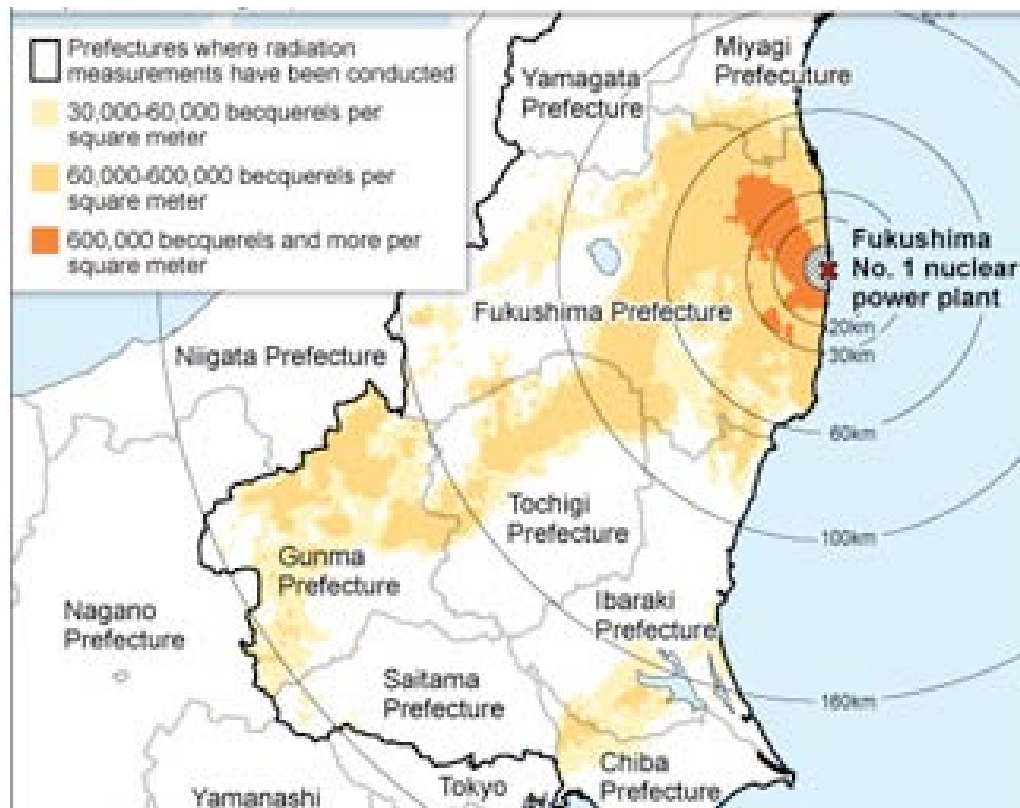 Prefectures where radiation
measurements have been conducted
30,000-60,000 becquerels per
square meter
60,000-600,000 becquerels per
square meter
600,000 becquerels and more per
square meter
Miyagi
Prefecuture
Yamagata
Prefecture
Fukushima
No. 1 nuclear
power plant
Fukushima Prefecture
20km
30km
Niigata Prefecture
60km
Tochigi
Prefecture
100km
Gunma
Prefecture
Ibaraki
Prefecture
Nagano
Prefecture
Saitama
Prefecture
160km
Chiba
Prefecture
Tokyo
Yamanashi